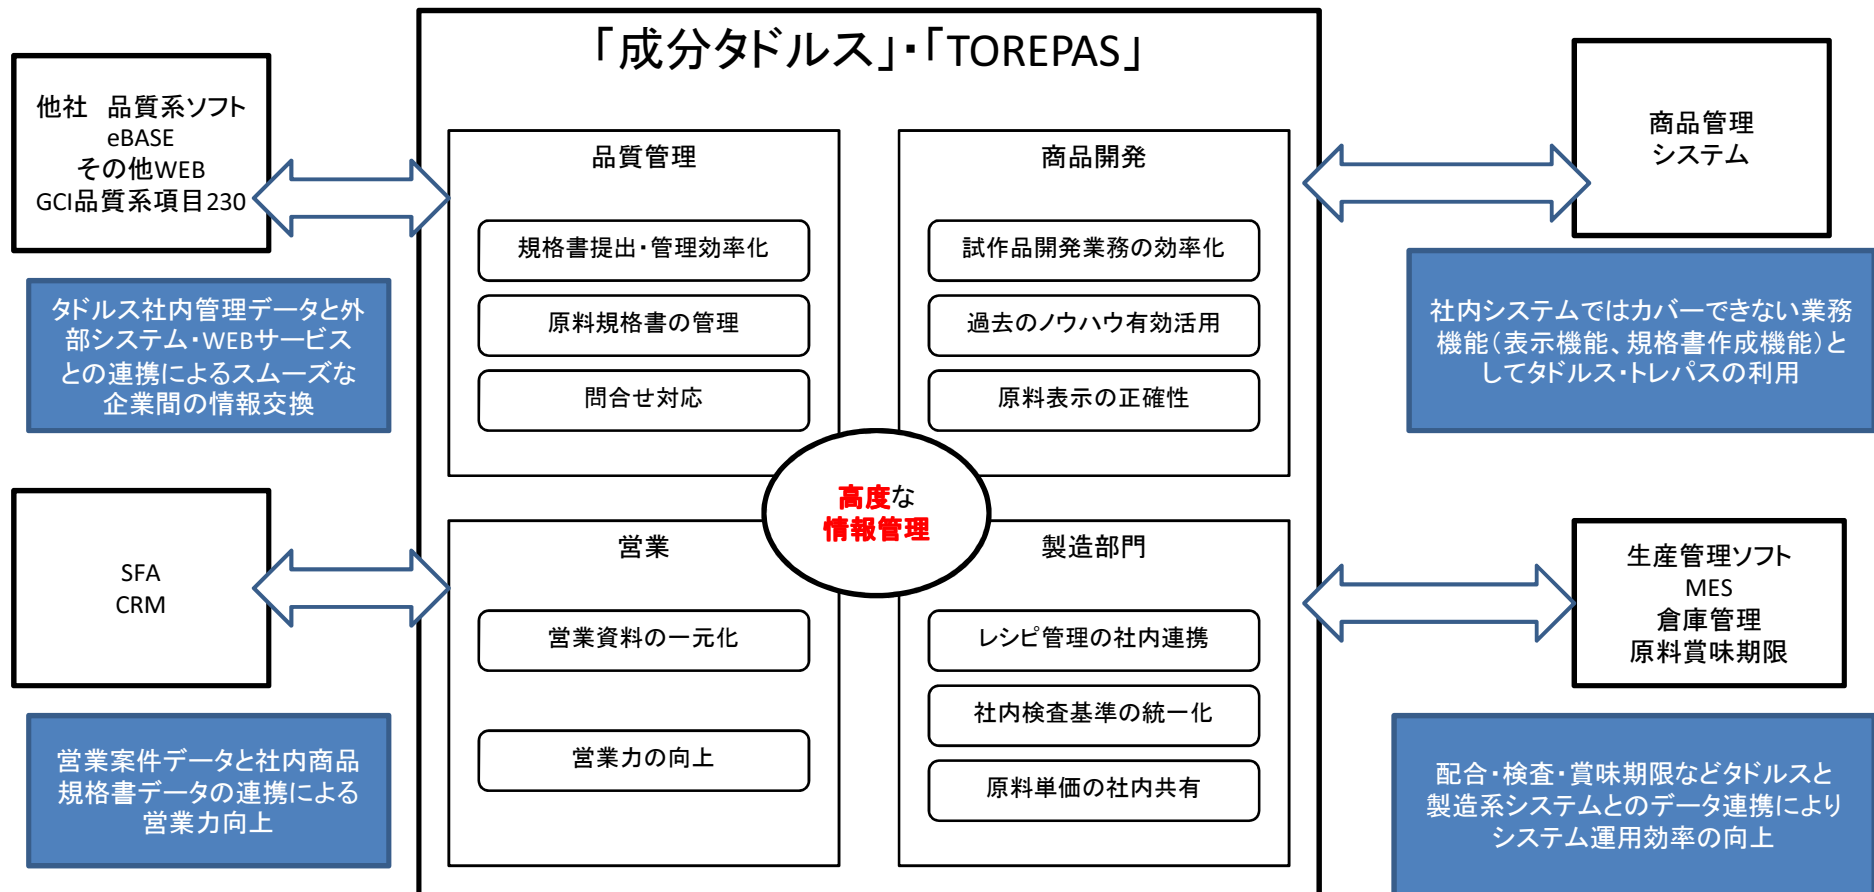 「成分タドルス」・「TOREPAS」
他社　品質系ソフト
eBASE
その他WEB
GCI品質系項目230
タドルス社内管理データと外
部システム・WEBサービス
との連携によるスムーズな
企業間の情報交換
品質管理
規格書提出・管理効率化
原料規格書の管理
問合せ対応
商品開発
試作品開発業務の効率化
過去のノウハウ有効活用
原料表示の正確性
商品管理
システム
社内システムではカバーできない業務
機能（表示機能、規格書作成機能）と
してタドルス・トレパスの利用
高度な
情報管理
SFA
CRM
営業案件データと社内商品
規格書データの連携による
営業力向上
営業
営業資料の一元化
営業力の向上
製造部門
レシピ管理の社内連携
社内検査基準の統一化
原料単価の社内共有
生産管理ソフト
MES
倉庫管理
原料賞味期限
配合・検査・賞味期限などタドルスと
製造系システムとのデータ連携により
システム運用効率の向上